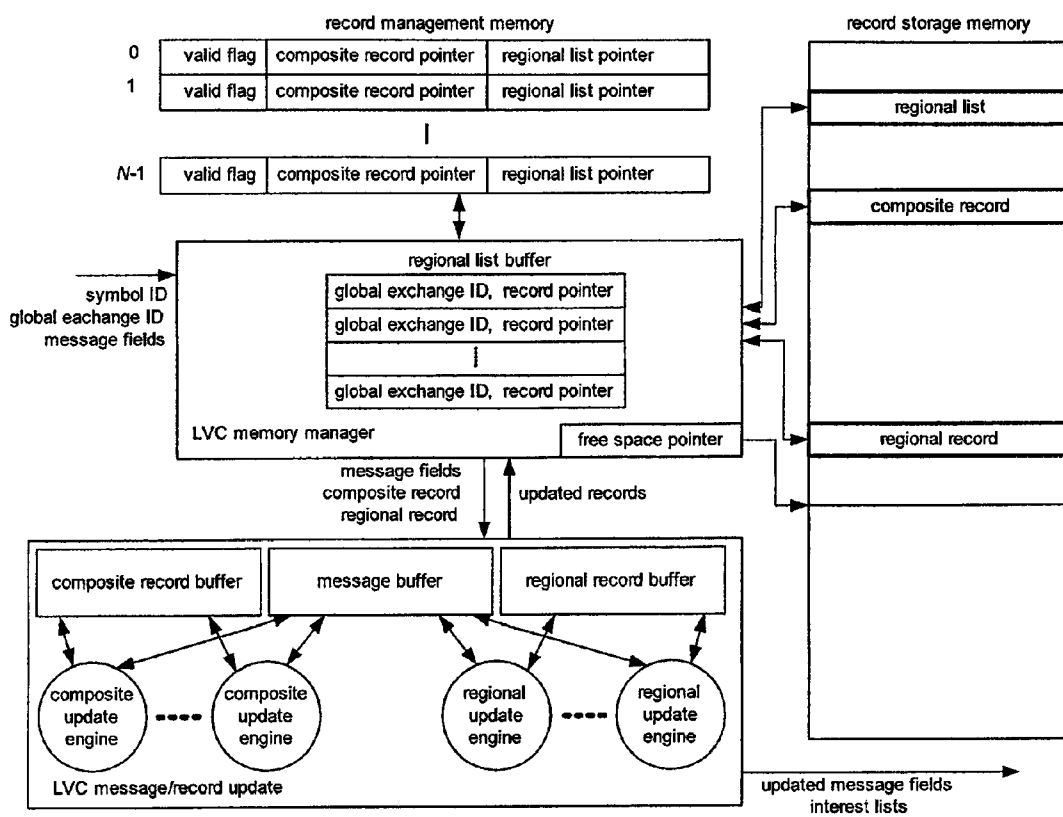 record management memory
record storage memory
0 valid flag composite record pointer regional list pointer
1 valid flag composite record pointer regional list pointer
N-1 valid flag composite record pointer regional list pointer
regional list
composite record
regional record
symbol ID
global eachange ID
message fields
regional list buffer
global exchange ID, record pointer
global exchange ID, record pointer
global exchange ID, record pointer
LVC memory manager
free space pointer
message fields
composite record
regional record
updated records
composite record buffer
message buffer
regional record buffer
composite
update
engine
composite
update
engine
regional
update
engine
regional
update
engine
LVC message/record update
updated message fields
interest lists